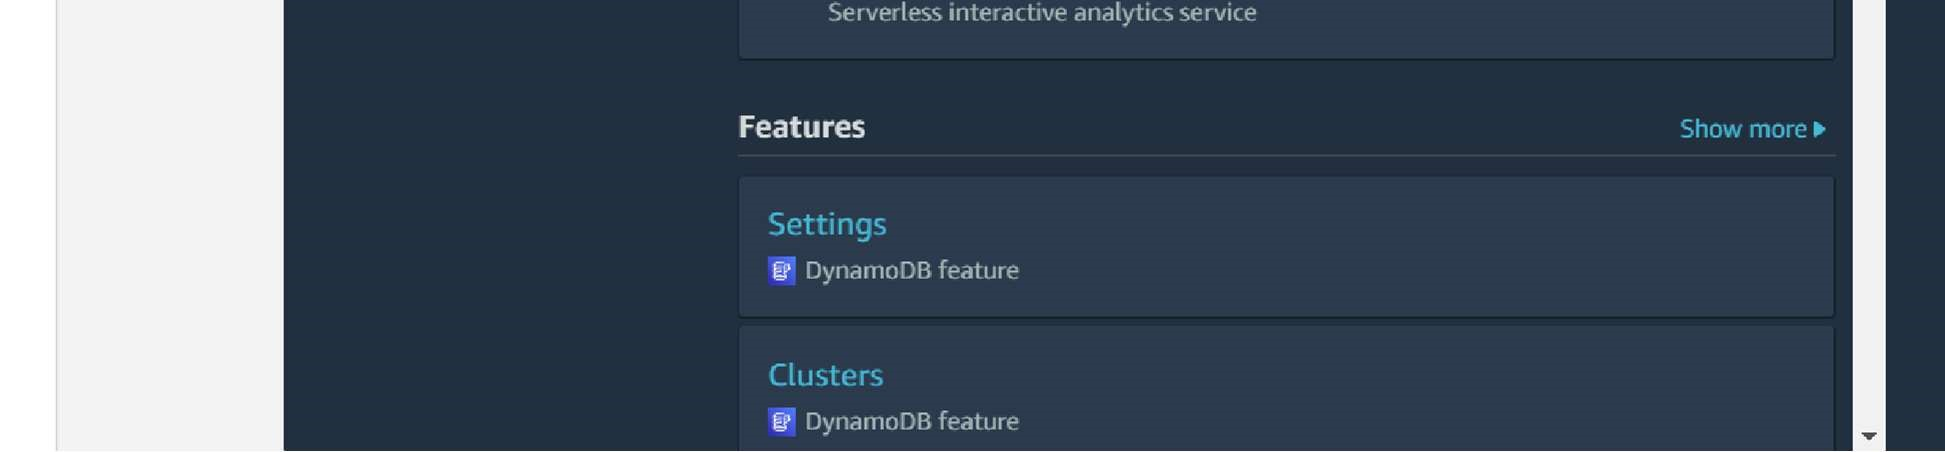 Serverless interactive analytics service
Features
Show more
Settings
DynamoDB feature
Clusters
DynamoDB feature